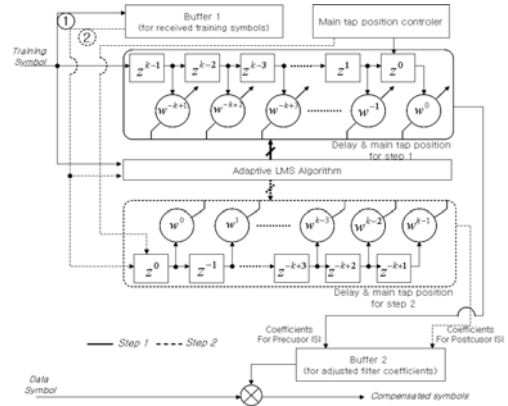 ①
②
Buffer 1
(for received training symbols)
Main tap position controler
Training
Symbol
z^{k-1} z^{k-2} z^{k-3} z^1 z^0
w^{-k+1} w^{-k+2} w^{-k+3} w^{-1} w^0
Delay & main tap position
for step 1
Adaptive LMS Algorithm
w^0 w^1 w^{k-3} w^{k-2} w^{k-1}
z^0 z^{-1} z^{-k+3} z^{-k+2} z^{-k+1}
Delay & main tap position
for step 2
Step 1 Step 2
Coefficients
For Precusor ISI
Coefficients
For Postcusor ISI
Buffer 2
(for adjusted filter coefficients)
Data
Symbol
Compensated symbols